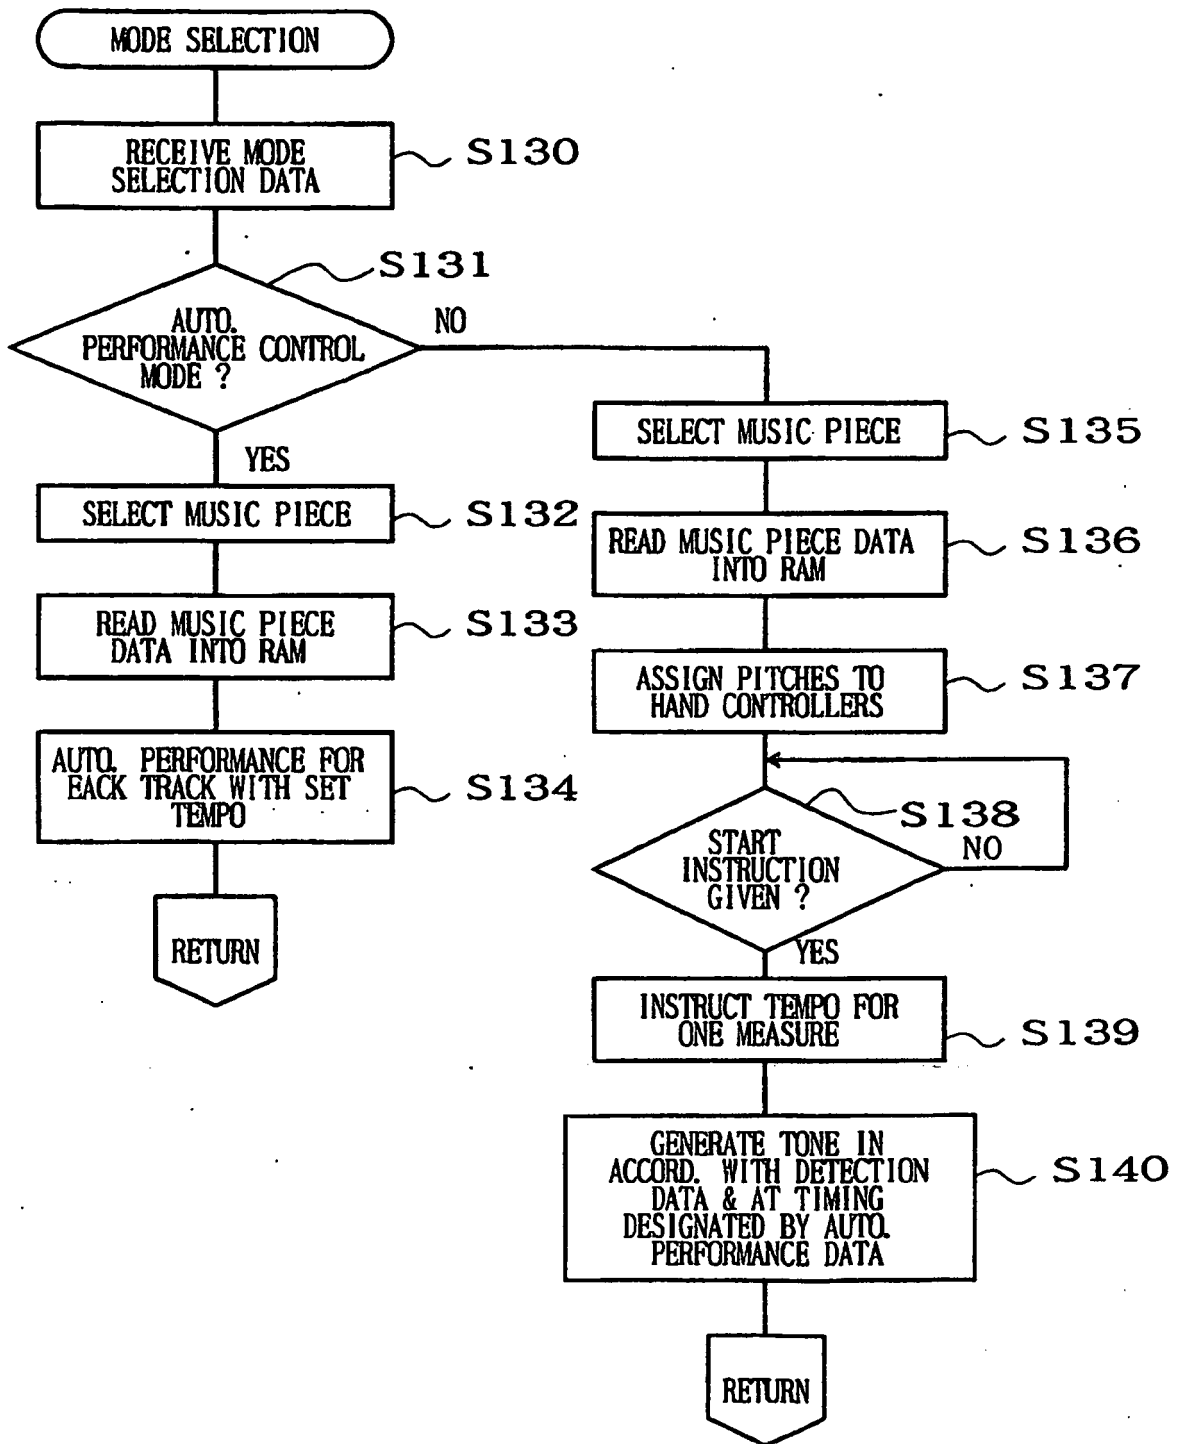 MODE SELECTION
RECEIVE MODE
SELECTION DATA
S130
S131
AUTO.
PERFORMANCE CONTROL
MODE ?
NO
YES
SELECT MUSIC PIECE
S132
READ MUSIC PIECE
DATA INTO RAM
S133
AUTO. PERFORMANCE FOR
EACK TRACK WITH SET
TEMPO
S134
RETURN
SELECT MUSIC PIECE
S135
READ MUSIC PIECE DATA
INTO RAM
S136
ASSIGN PITCHES TO
HAND CONTROLLERS
S137
S138
START
INSTRUCTION
GIVEN ?
NO
YES
INSTRUCT TEMPO FOR
ONE MEASURE
S139
GENERATE TONE IN
ACCORD. WITH DETECTION
DATA & AT TIMING
DESIGNATED BY AUTO.
PERFORMANCE DATA
S140
RETURN